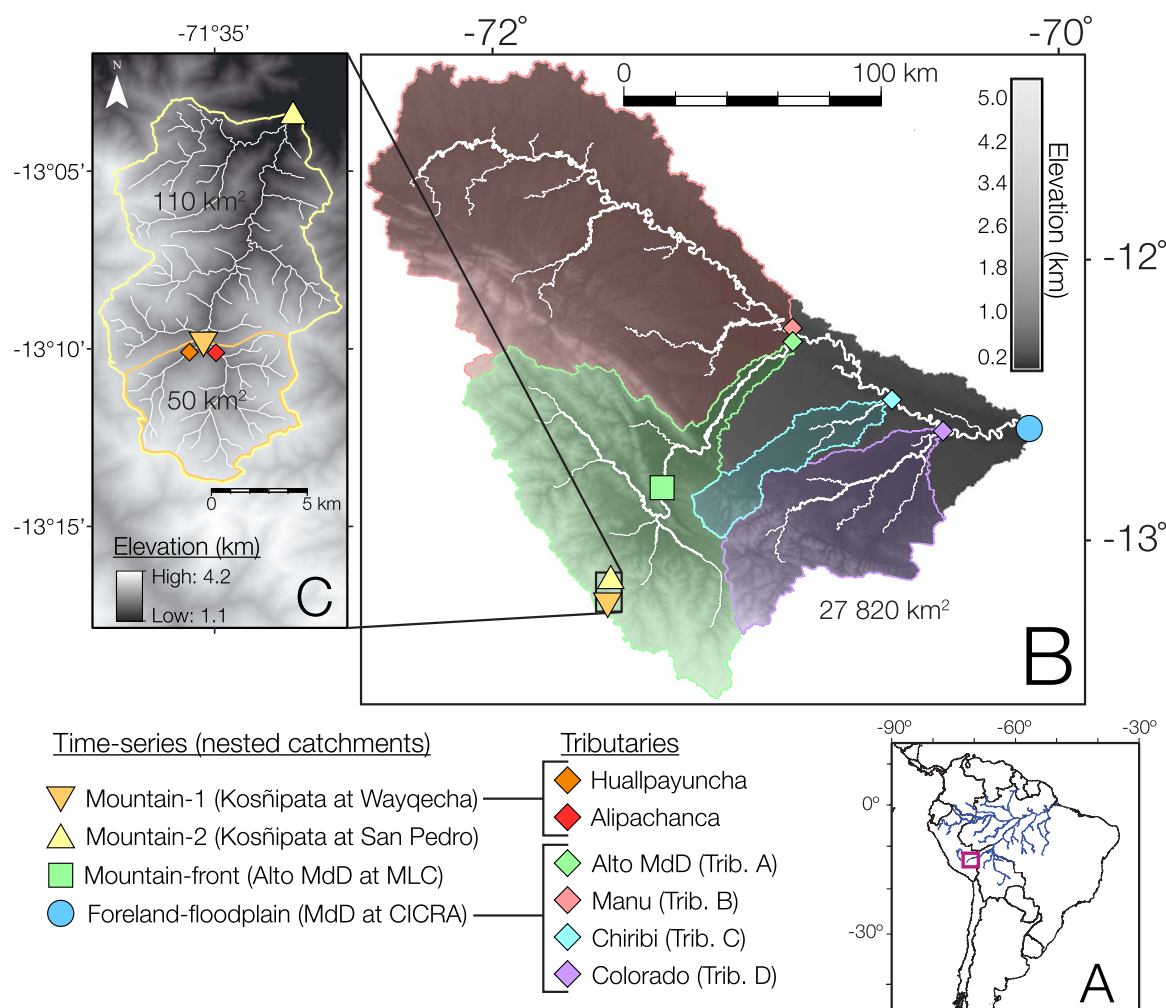 -71°35’
-72°
-70°
N
0
100 km
5.0
4.2
3.4
2.6
1.8
1.0
0.2
Elevation (km)
-13°05’
110 km²
-12°
-13°10’
50 km²
0
5 km
-13°15’
-13°
Elevation (km)
High: 4.2
Low: 1.1
C
27 820 km²
B
Time-series (nested catchments)
Mountain-1 (Kosñipata at Wayqecha)
Mountain-2 (Kosñipata at San Pedro)
Mountain-front (Alto MdD at MLC)
Foreland-floodplain (MdD at CICRA)
Tributaries
Huallpayuncha
Alipachanca
Alto MdD (Trib. A)
Manu (Trib. B)
Chiribi (Trib. C)
Colorado (Trib. D)
-90°
-60°
-30°
0°
-30°
A